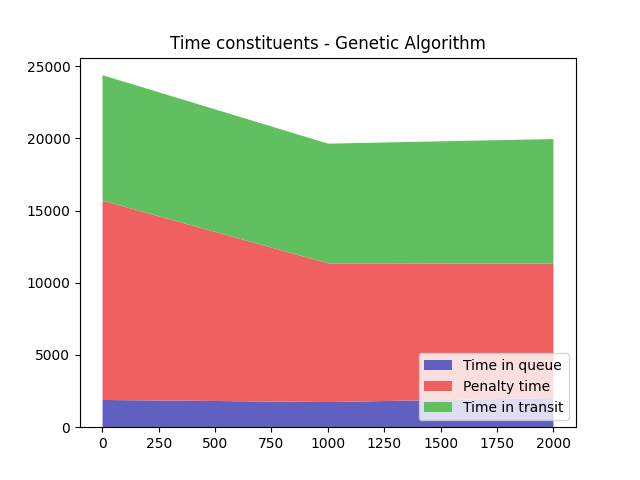 Time constituents - Genetic Algorithm
25000
20000
15000
10000
5000
0
Time in queue
Penalty time
Time in transit
0 250 500 750 1000 1250 1500 1750 2000